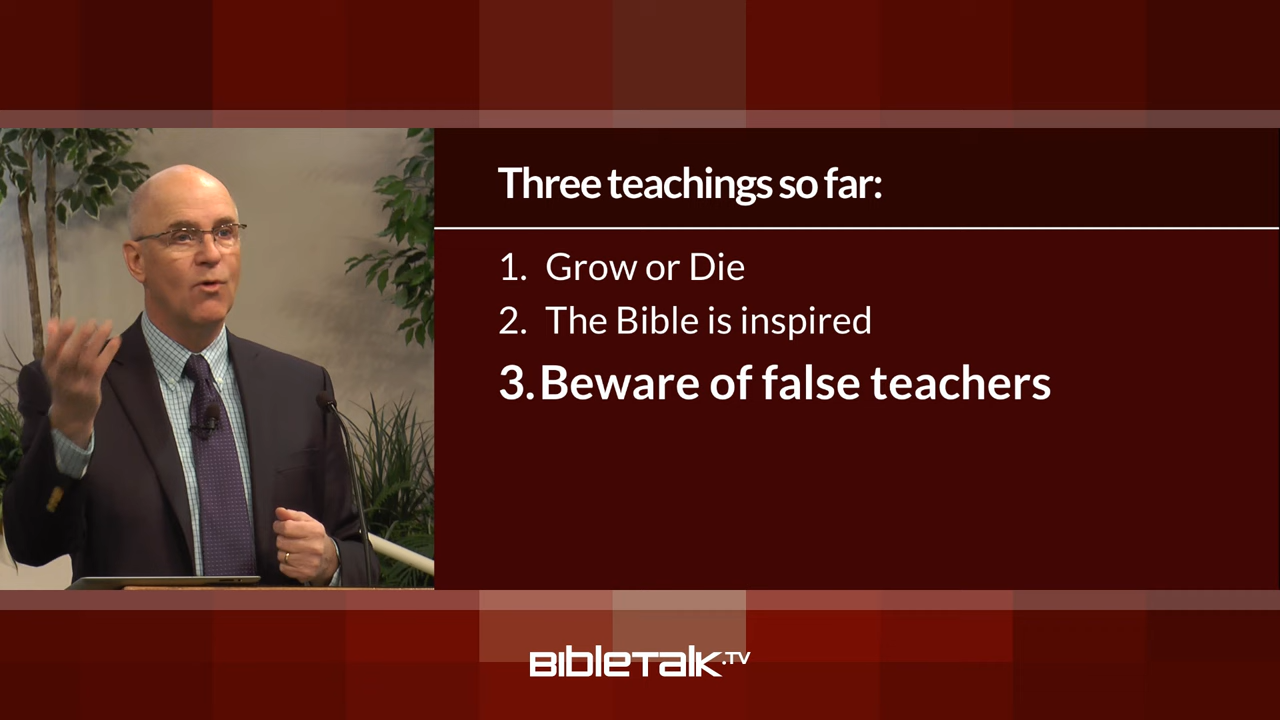 Three teachings so far:
1. Grow or Die
2. The Bible is inspired
3. Beware of false teachers
BIBLETALK.TV